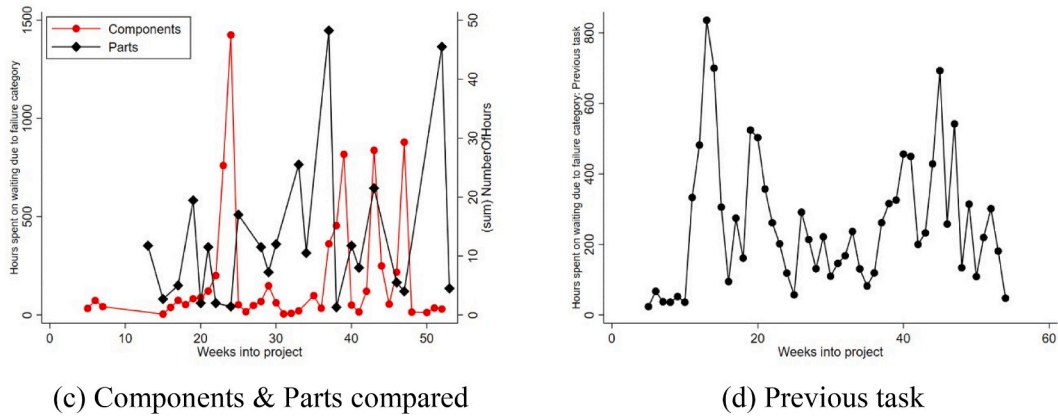 Components
Parts
Hours spent on waiting due to failure category
1500
1000
500
0
0
10
20
30
40
50
Weeks into project
50
40
30
20
10
0
(sum) NumberOfHours
(c) Components & Parts compared
Hours spent on waiting due to failure category: Previous task
800
600
400
200
0
0
20
40
60
Weeks into project
(d) Previous task